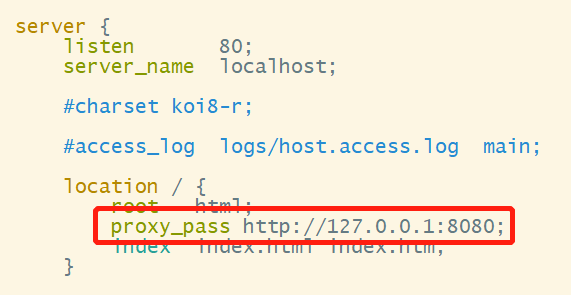 server {
listen 80;
server_name localhost;
#charset koi8-r;
#access_log logs/host.access.log main;
location / {
root html;
proxy_pass http://127.0.0.1:8080;
index index.html index.htm;
}